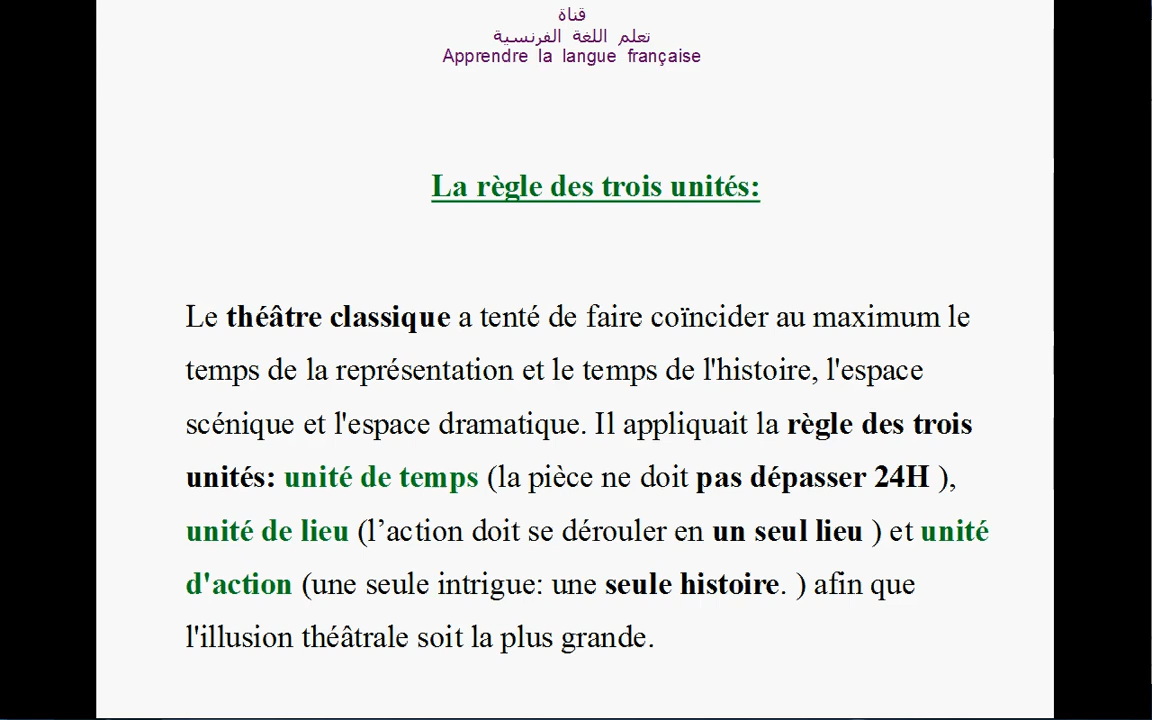 قناة
تعلم اللغة الفرنسية
Apprendre la langue française
La règle des trois unités:
Le théâtre classique a tenté de faire coïncider au maximum le
temps de la représentation et le temps de l'histoire, l'espace
scénique et l'espace dramatique. Il appliquait la règle des trois
unités: unité de temps (la pièce ne doit pas dépasser 24H ),
unité de lieu (l’action doit se dérouler en un seul lieu ) et unité
d'action (une seule intrigue: une seule histoire. ) afin que
l'illusion théâtrale soit la plus grande.